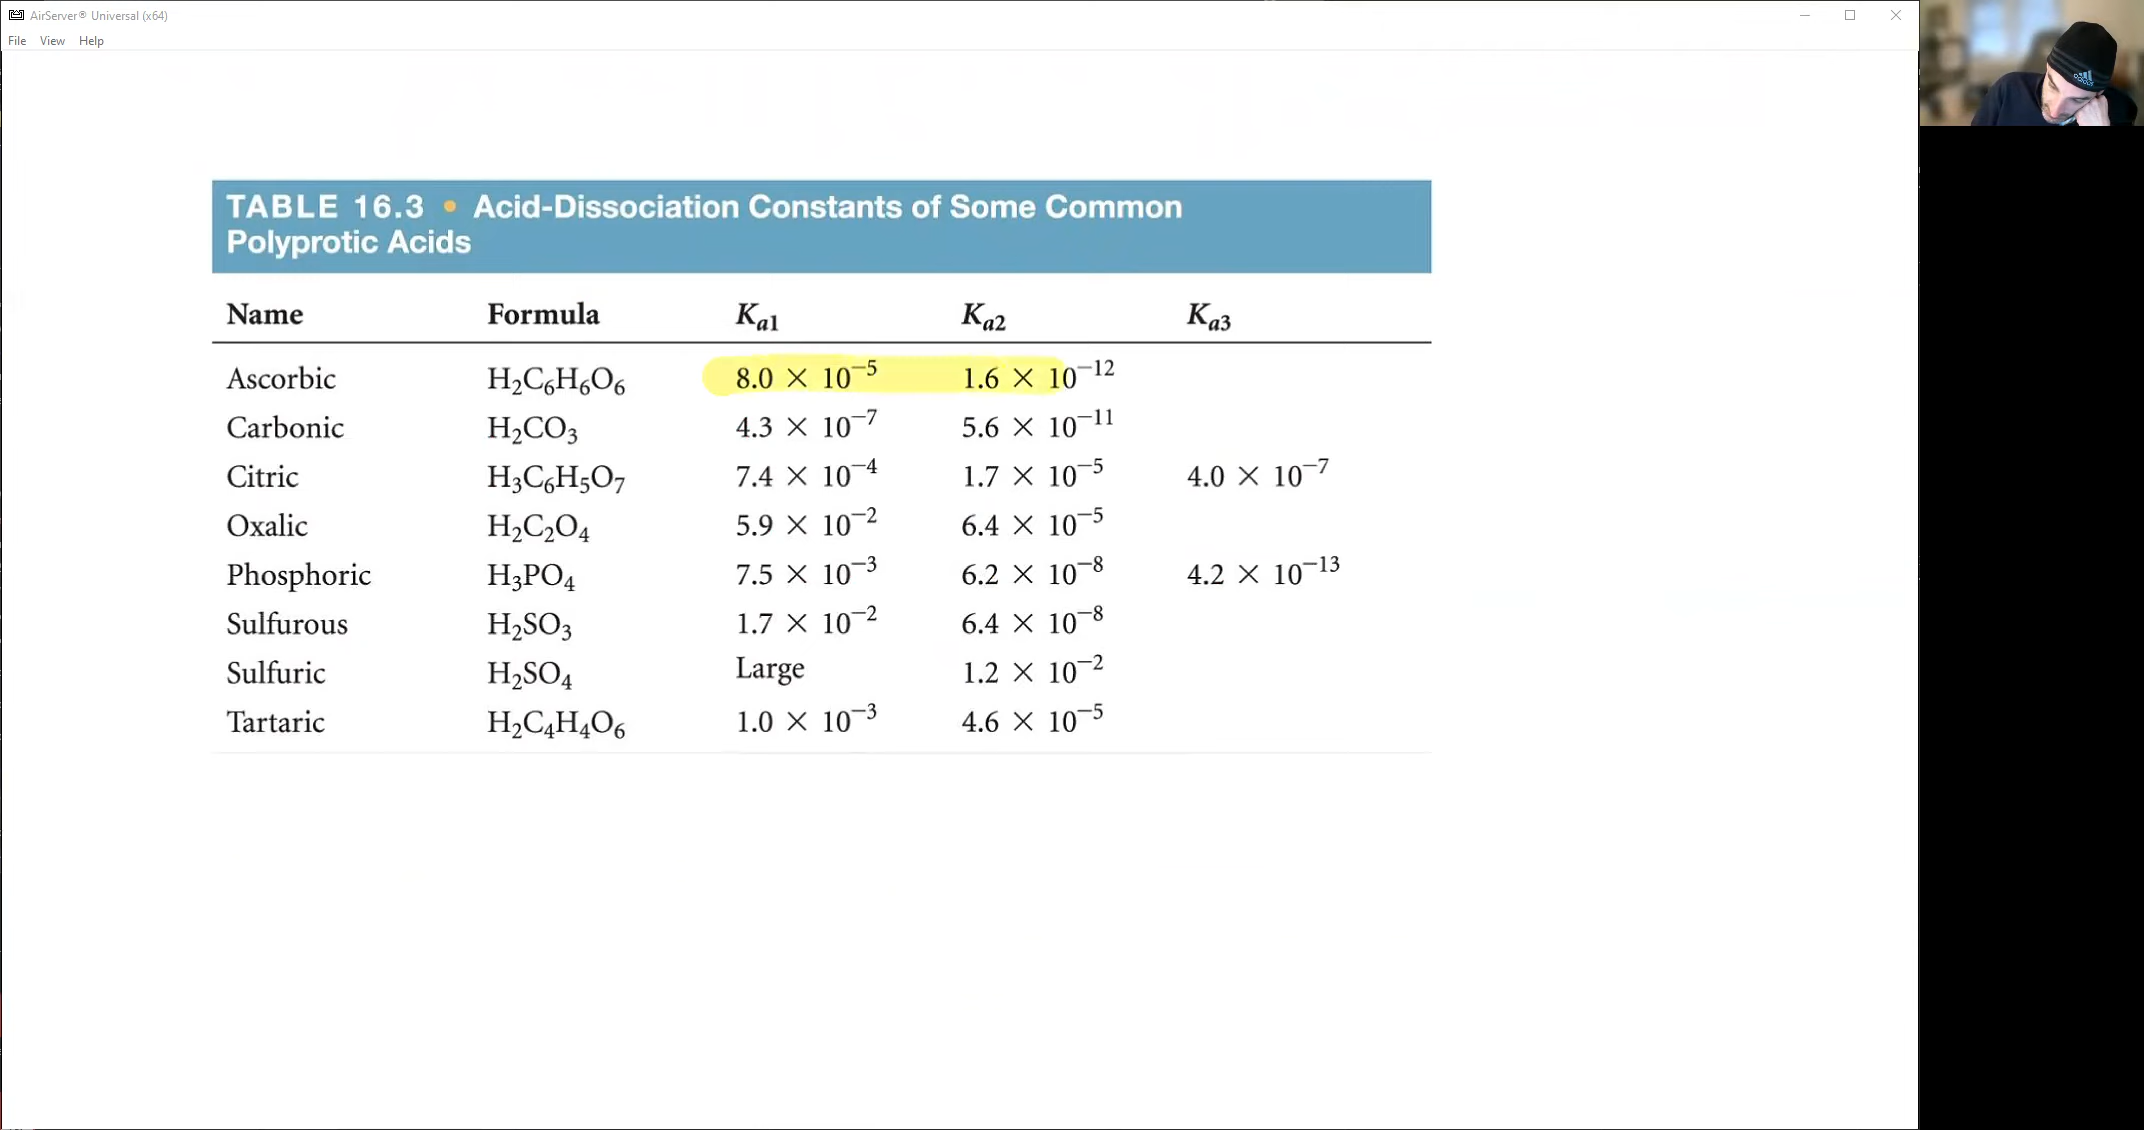 AirServer® Universal (x64)
File View Help
TABLE 16.3 • Acid-Dissociation Constants of Some Common
Polyprotic Acids
Name Formula Kₐ₁ Kₐ₂ Kₐ₃
Ascorbic H₂C₆H₆O₆ 8.0 × 10⁻⁵ 1.6 × 10⁻¹²
Carbonic H₂CO₃ 4.3 × 10⁻⁷ 5.6 × 10⁻¹¹
Citric H₃C₆H₅O₇ 7.4 × 10⁻⁴ 1.7 × 10⁻⁵ 4.0 × 10⁻⁷
Oxalic H₂C₂O₄ 5.9 × 10⁻² 6.4 × 10⁻⁵
Phosphoric H₃PO₄ 7.5 × 10⁻³ 6.2 × 10⁻⁸ 4.2 × 10⁻¹³
Sulfurous H₂SO₃ 1.7 × 10⁻² 6.4 × 10⁻⁸
Sulfuric H₂SO₄ Large 1.2 × 10⁻²
Tartaric H₂C₄H₄O₆ 1.0 × 10⁻³ 4.6 × 10⁻⁵
adidas